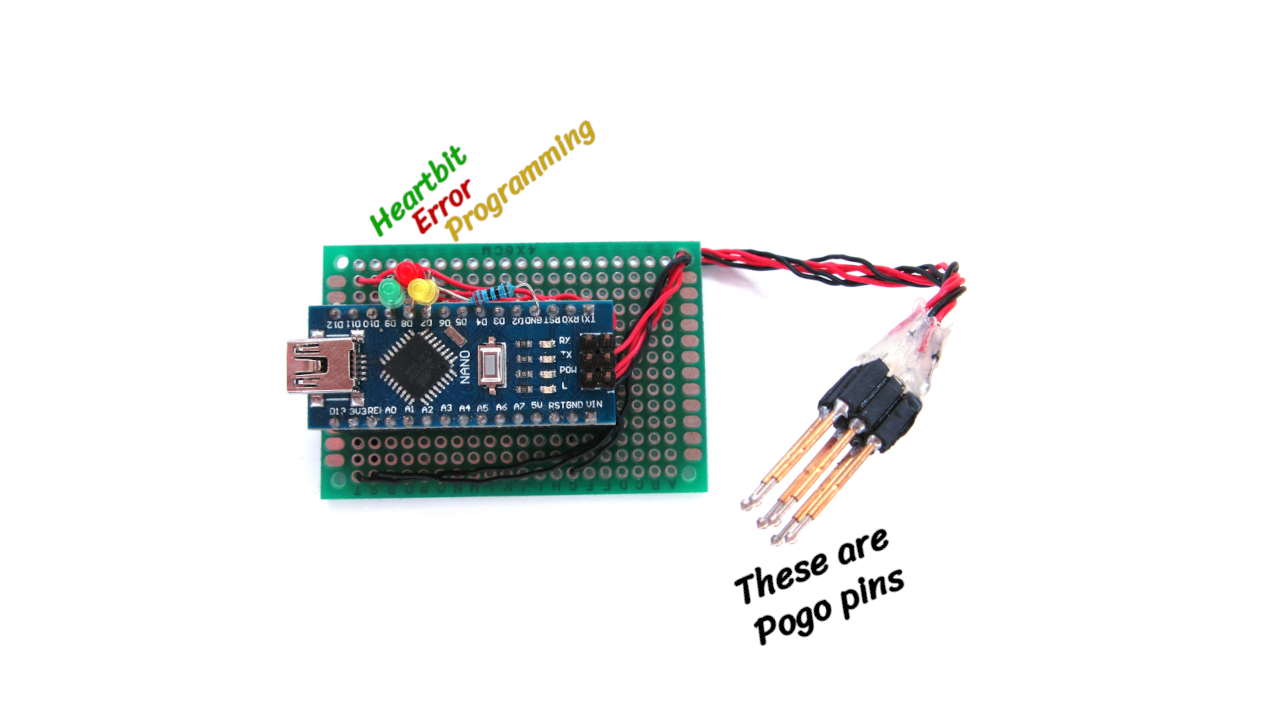 Heartbit
Error
Programming
4X6CM
D12 D11 D10 D9 D8 D7 D6 D5 D4 D3 D2 GND RST RX0 TX1
RX
TX
POW
L
NANO
D13 3V3 REF A0 A1 A2 A3 A4 A5 A6 A7 5V RST GND VIN
These are
Pogo pins